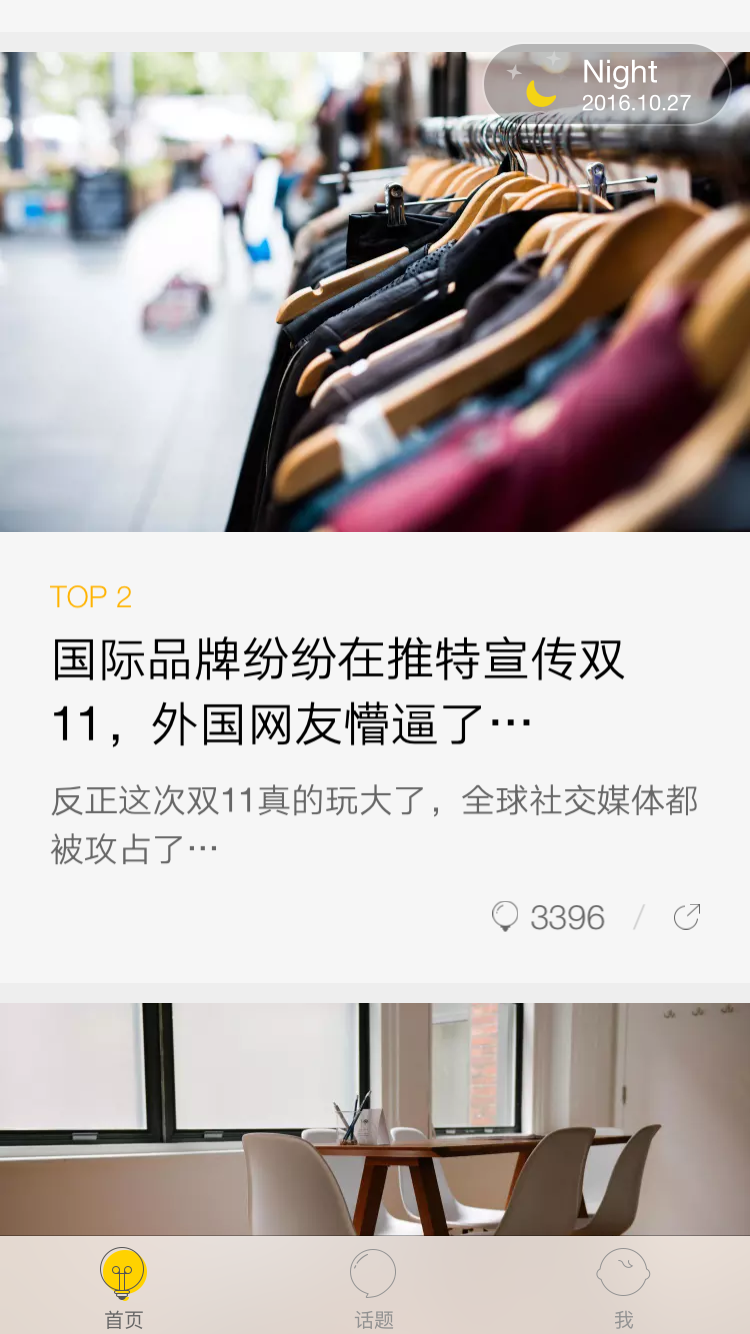 Night
2016.10.27
TOP 2
国际品牌纷纷在推特宣传双
11，外国网友懵逼了…
反正这次双11真的玩大了，全球社交媒体都
被攻占了…
3396
首页
话题
我